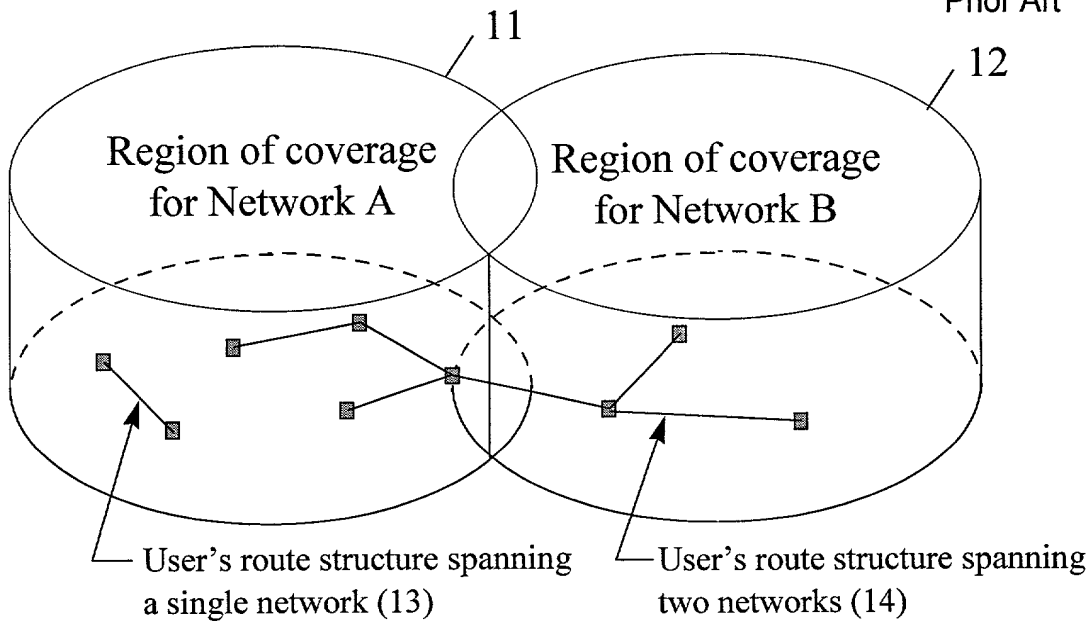 Prior Art
11
12
Region of coverage
for Network A
Region of coverage
for Network B
User's route structure spanning
a single network (13)
User's route structure spanning
two networks (14)